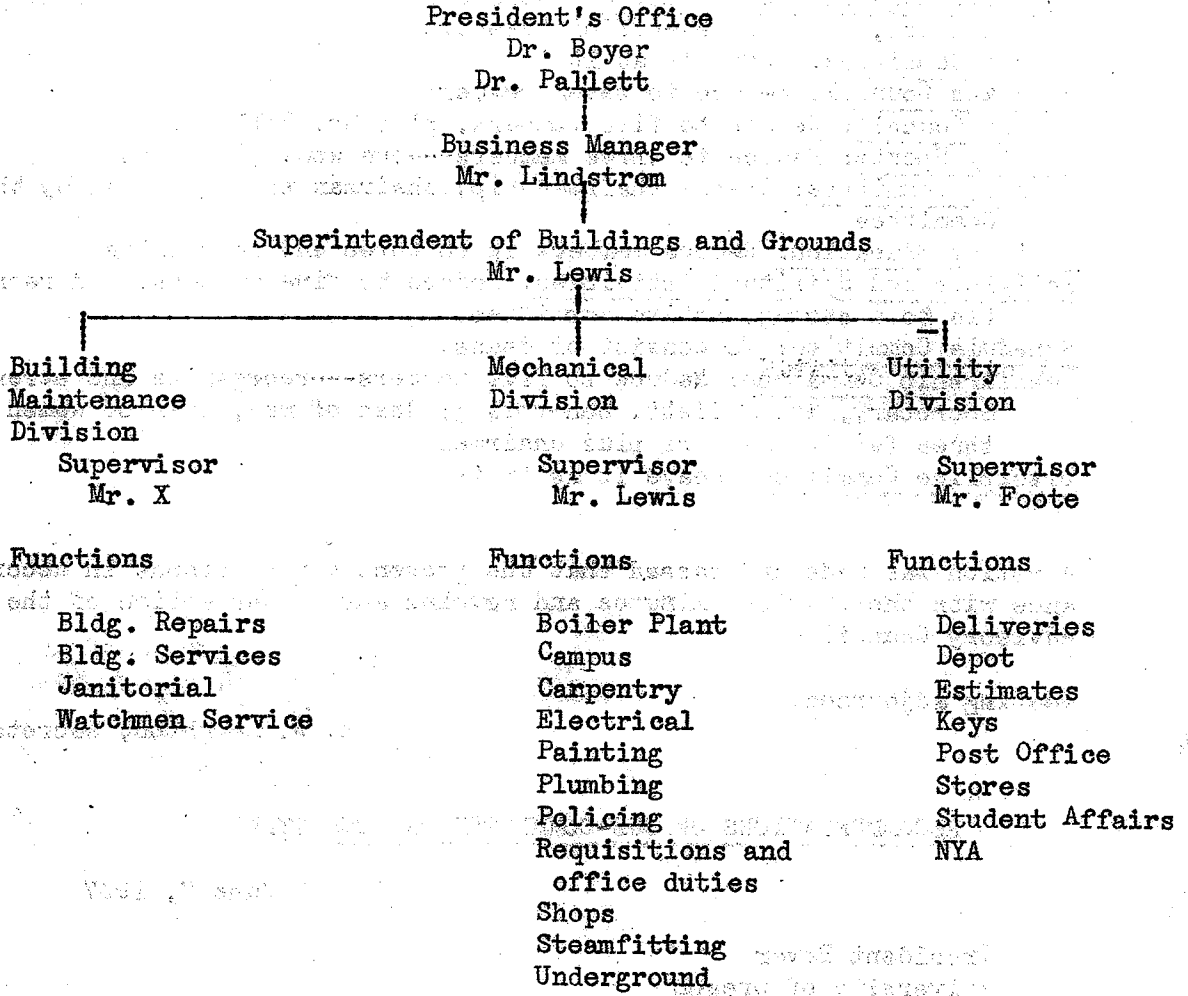 President's Office
Dr. Boyer
Dr. Pallett
Business Manager
Mr. Lindstrom
Superintendent of Buildings and Grounds
Mr. Lewis
Building
Maintenance
Division
Supervisor
Mr. X
Functions
Bldg. Repairs
Bldg. Services
Janitorial
Watchmen Service
Mechanical
Division
Supervisor
Mr. Lewis
Functions
Boiler Plant
Campus
Carpentry
Electrical
Painting
Plumbing
Policing
Requisitions and
office duties
Shops
Steamfitting
Underground
Utility
Division
Supervisor
Mr. Foote
Functions
Deliveries
Depot
Estimates
Keys
Post Office
Stores
Student Affairs
NYA